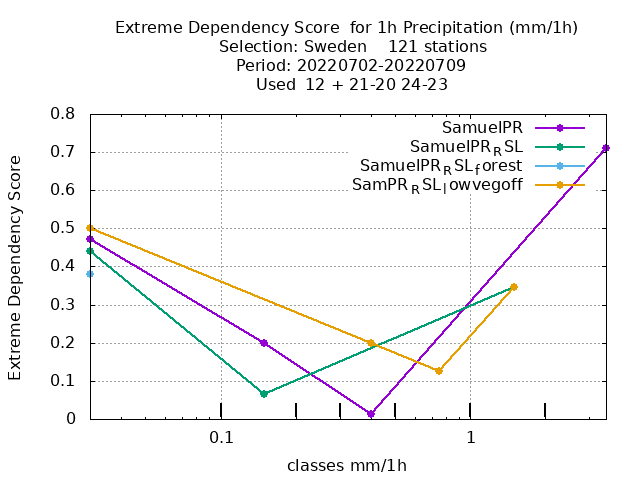 Extreme Dependency Score for 1h Precipitation (mm/1h)
Selection: Sweden 121 stations
Period: 20220702-20220709
Used 12 + 21-20 24-23
SamuelPR
SamuelPR_RSL
SamuelPR_RSL_forest
SamPR_RSL_lowvegoff
Extreme Dependency Score
0.8
0.7
0.6
0.5
0.4
0.3
0.2
0.1
0
0.1 1
classes mm/1h